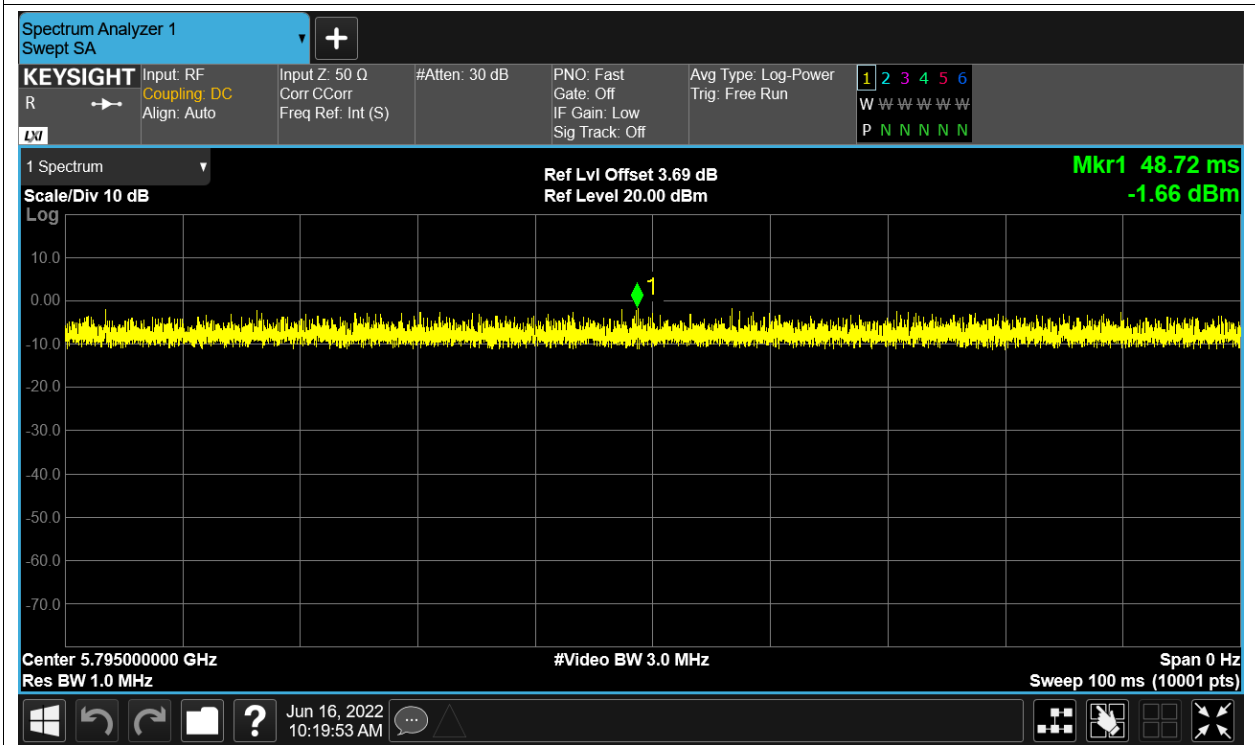 Spectrum Analyzer 1
Swept SA
KEYSIGHT
R
LXI
Input: RF
Coupling: DC
Align: Auto
Input Z: 50 Ω
Corr CCorr
Freq Ref: Int (S)
#Atten: 30 dB
PNO: Fast
Gate: Off
IF Gain: Low
Sig Track: Off
Avg Type: Log-Power
Trig: Free Run
1 2 3 4 5 6
W W W W W W
P N N N N N
1 Spectrum
Scale/Div 10 dB
Ref Lvl Offset 3.69 dB
Ref Level 20.00 dBm
Mkr1 48.72 ms
-1.66 dBm
Log
10.0
0.00
-10.0
-20.0
-30.0
-40.0
-50.0
-60.0
-70.0
1
Center 5.795000000 GHz
Res BW 1.0 MHz
#Video BW 3.0 MHz
Span 0 Hz
Sweep 100 ms (10001 pts)
?
Jun 16, 2022
10:19:53 AM